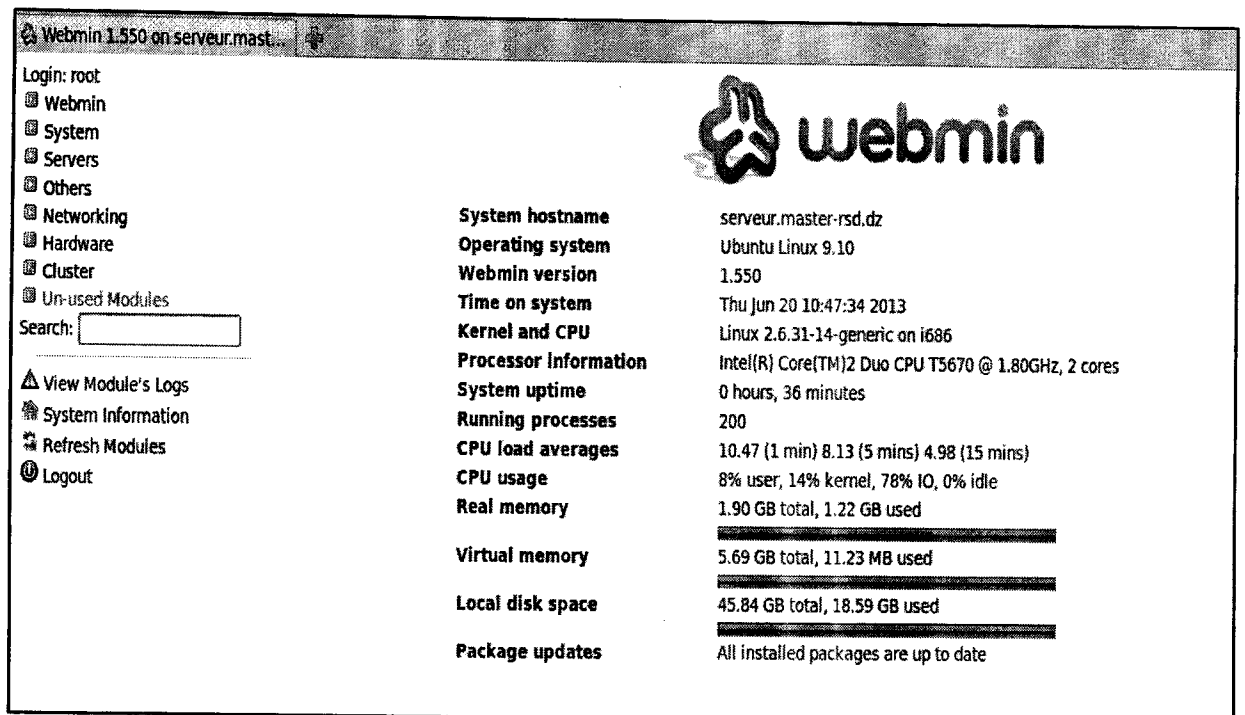 Webmin 1.550 on serveur.mast...
Login: root
Webmin
System
Servers
Others
Networking
Hardware
Cluster
Un-used Modules
Search:
View Module's Logs
System Information
Refresh Modules
Logout
webmin
System hostname serveur.master-rsd.dz
Operating system Ubuntu Linux 9.10
Webmin version 1.550
Time on system Thu Jun 20 10:47:34 2013
Kernel and CPU Linux 2.6.31-14-generic on i686
Processor information Intel(R) Core(TM)2 Duo CPU T5670 @ 1.80GHz, 2 cores
System uptime 0 hours, 36 minutes
Running processes 200
CPU load averages 10.47 (1 min) 8.13 (5 mins) 4.98 (15 mins)
CPU usage 8% user, 14% kernel, 78% IO, 0% idle
Real memory 1.90 GB total, 1.22 GB used
Virtual memory 5.69 GB total, 11.23 MB used
Local disk space 45.84 GB total, 18.59 GB used
Package updates All installed packages are up to date